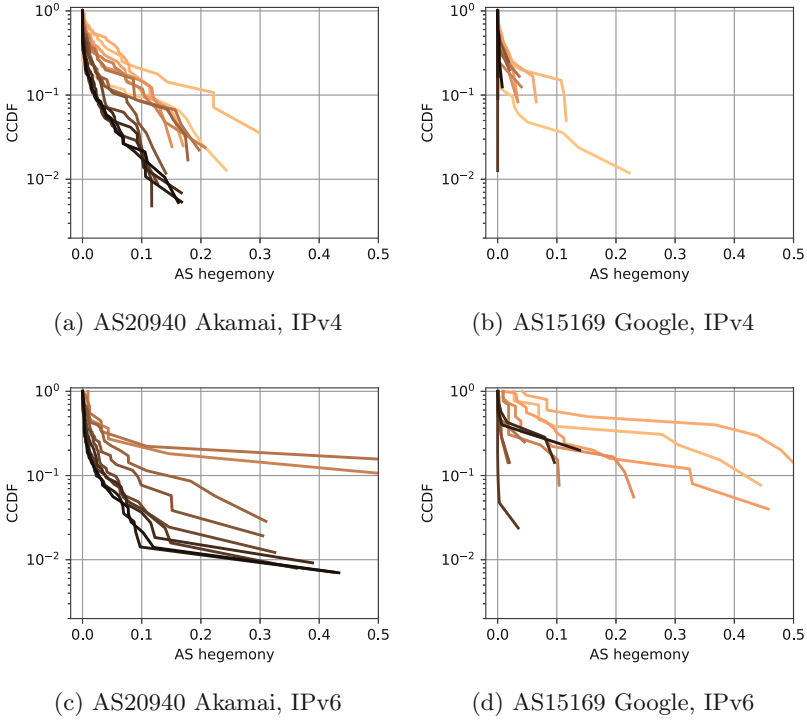 10⁰
10⁻¹
10⁻²
CCDF
0.0 0.1 0.2 0.3 0.4 0.5
AS hegemony
(a) AS20940 Akamai, IPv4
10⁰
10⁻¹
10⁻²
CCDF
0.0 0.1 0.2 0.3 0.4 0.5
AS hegemony
(b) AS15169 Google, IPv4
10⁰
10⁻¹
10⁻²
CCDF
0.0 0.1 0.2 0.3 0.4 0.5
AS hegemony
(c) AS20940 Akamai, IPv6
10⁰
10⁻¹
10⁻²
CCDF
0.0 0.1 0.2 0.3 0.4 0.5
AS hegemony
(d) AS15169 Google, IPv6